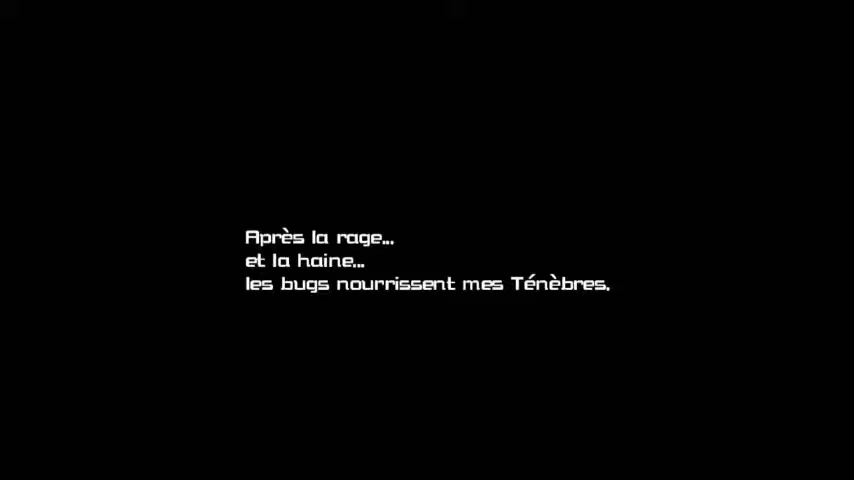 Après la rage...
et la haine...
les bugs nourrissent mes Ténèbres.